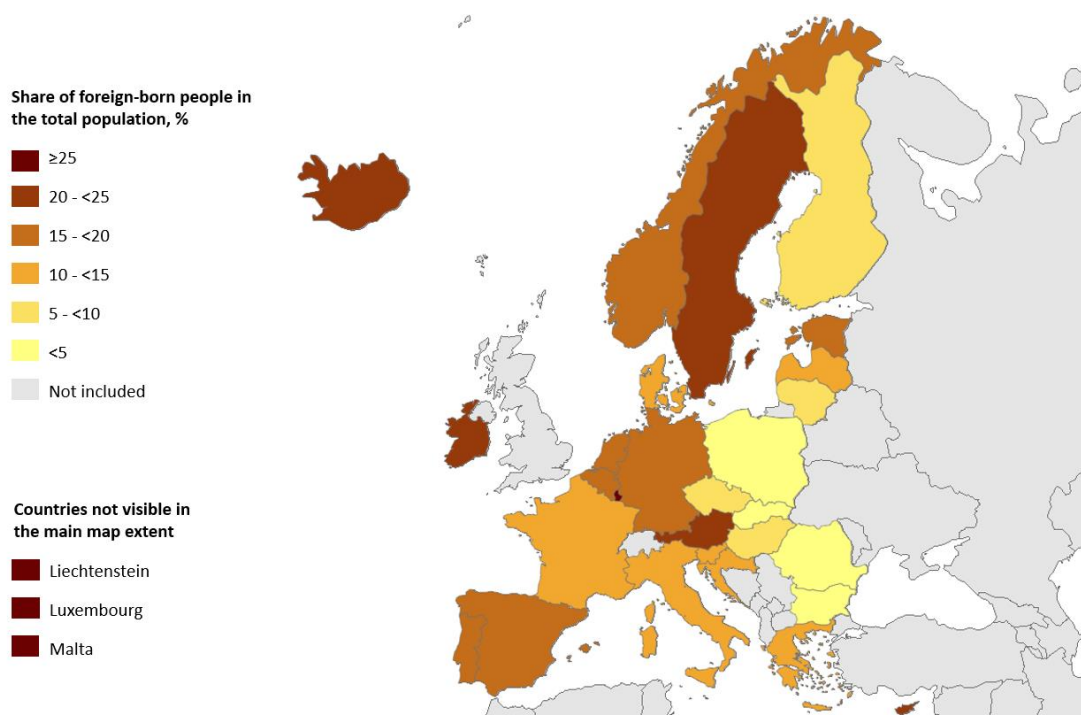 Share of foreign-born people in
the total population, %
≥25
20 - <25
15 - <20
10 - <15
5 - <10
<5
Not included
Countries not visible in
the main map extent
Liechtenstein
Luxembourg
Malta